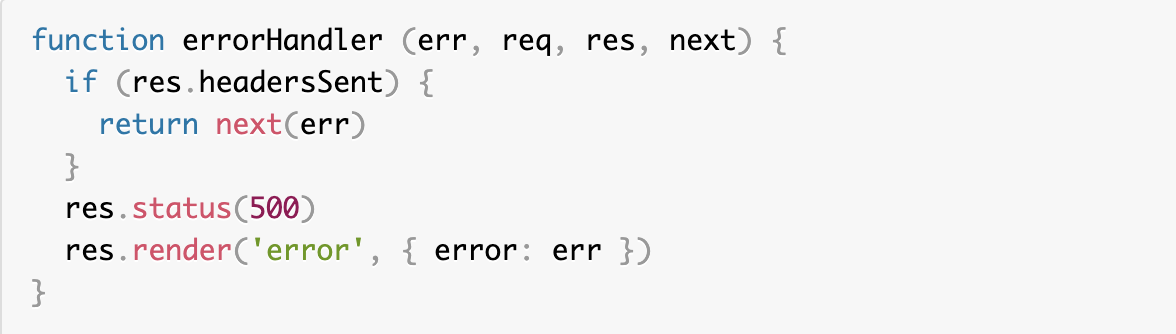 function errorHandler (err, req, res, next) {
  if (res.headersSent) {
    return next(err)
  }
  res.status(500)
  res.render('error', { error: err })
}